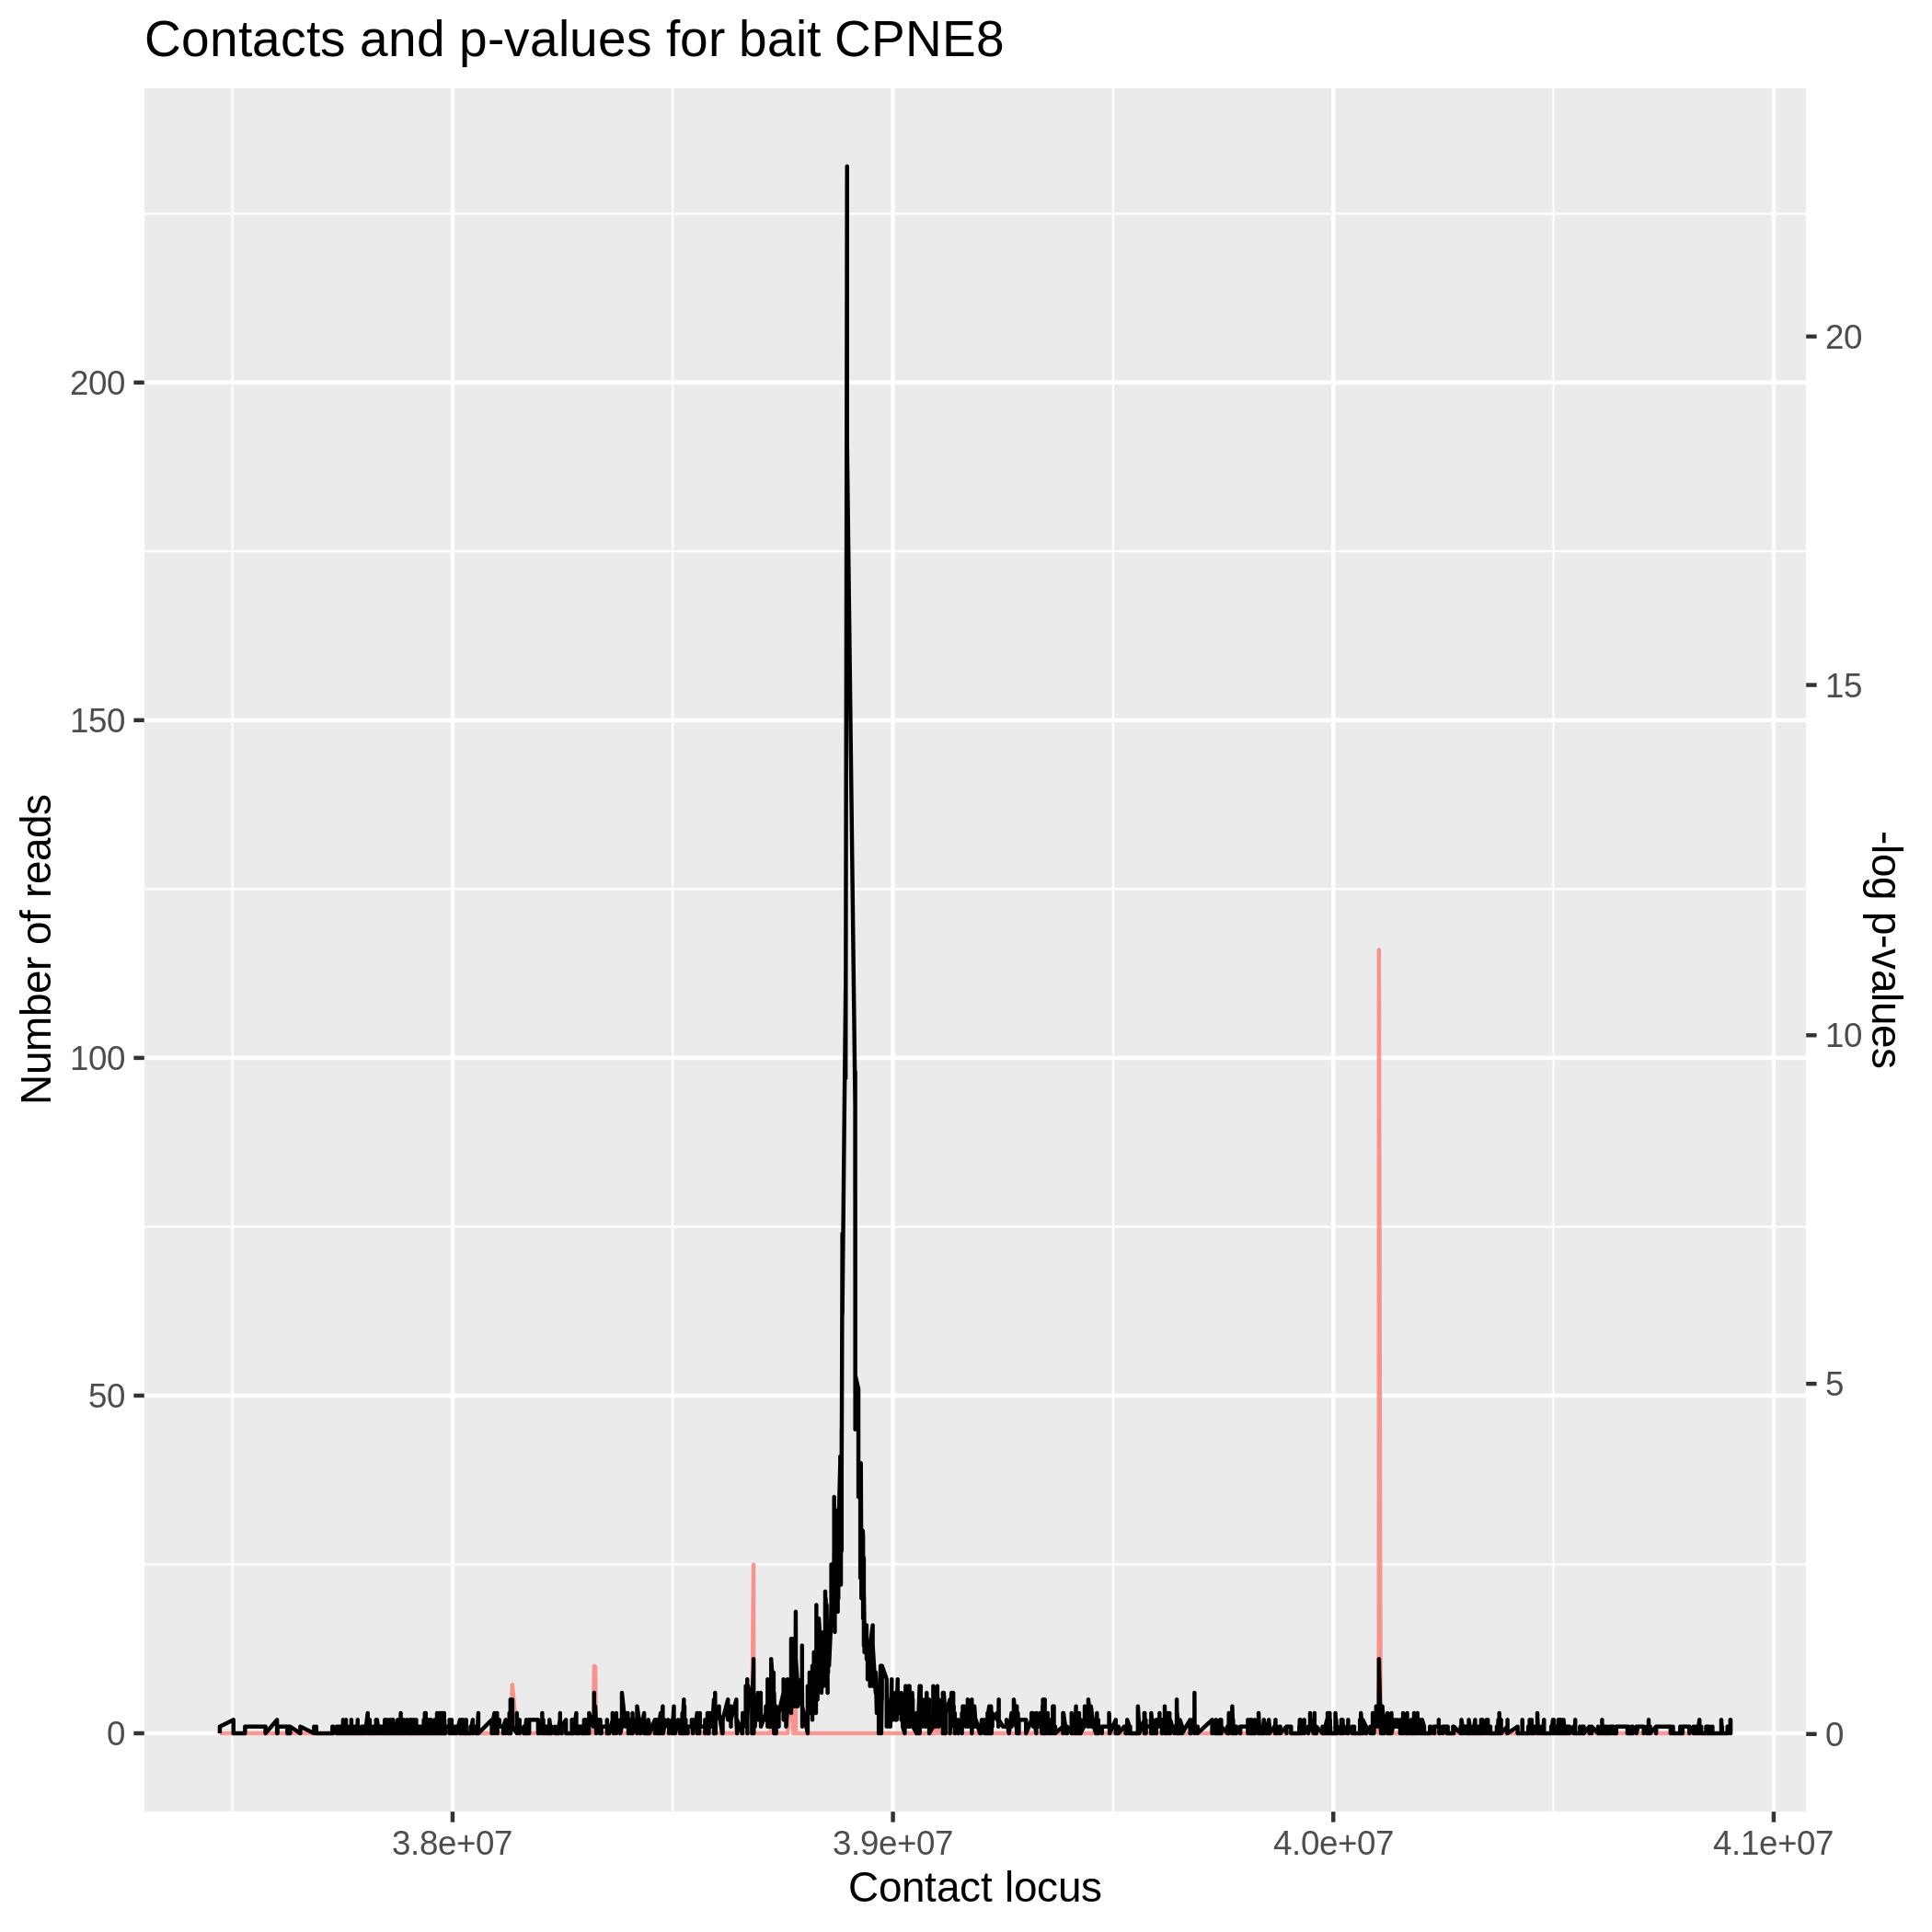 Contacts and p-values for bait CPNE8
Number of reads
200
150
100
50
0
20
15
10
5
0
-log p-values
3.8e+07 3.9e+07 4.0e+07 4.1e+07
Contact locus